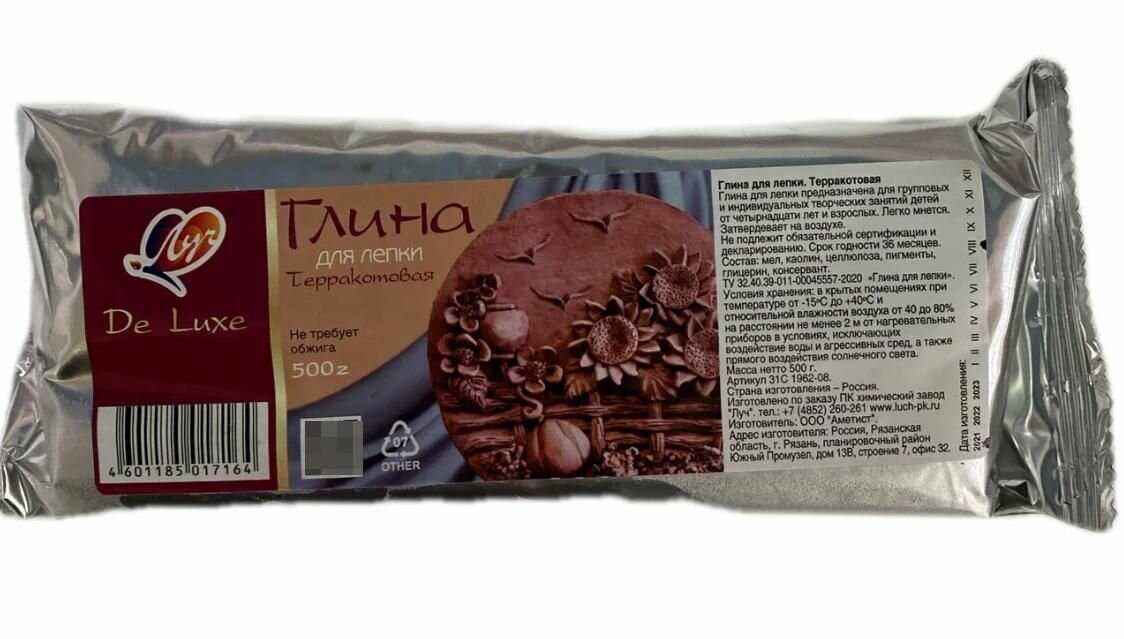 Луч
De Luxe
4601185017164
Глина
для лепки
Терракотовая
Не требует
обжига
500г
07
OTHER
Глина для лепки. Терракотовая
Глина для лепки предназначена для групповых
и индивидуальных творческих занятий детей
от четырнадцати лет и взрослых. Легко мнется.
Затвердевает на воздухе.
Не подлежит обязательной сертификации и
декларированию. Срок годности 36 месяцев.
Состав: мел, каолин, целлюлоза, пигменты,
глицерин, консервант.
ТУ 32.40.39-011-00045557-2020 «Глина для лепки».
Условия хранения: в крытых помещениях при
температуре от -15ºС до +40ºС и
относительной влажности воздуха от 40 до 80%
на расстоянии не менее 2 м от нагревательных
приборов в условиях, исключающих
воздействие воды и агрессивных сред, а также
прямого воздействия солнечного света.
Масса нетто 500 г.
Артикул 31С 1962-08.
Страна изготовления – Россия.
Изготовлено по заказу ПК химический завод
"Луч". тел.: +7 (4852) 260-261 www.luch-pk.ru
Изготовитель: ООО "Аметист".
Адрес изготовителя: Россия, Рязанская
область, г. Рязань, планировочный район
Южный Промузел, дом 13В, строение 7, офис 32.
Дата изготовления:
2021 2022 2023 I II III IV V VI VII VIII IX X XI XII